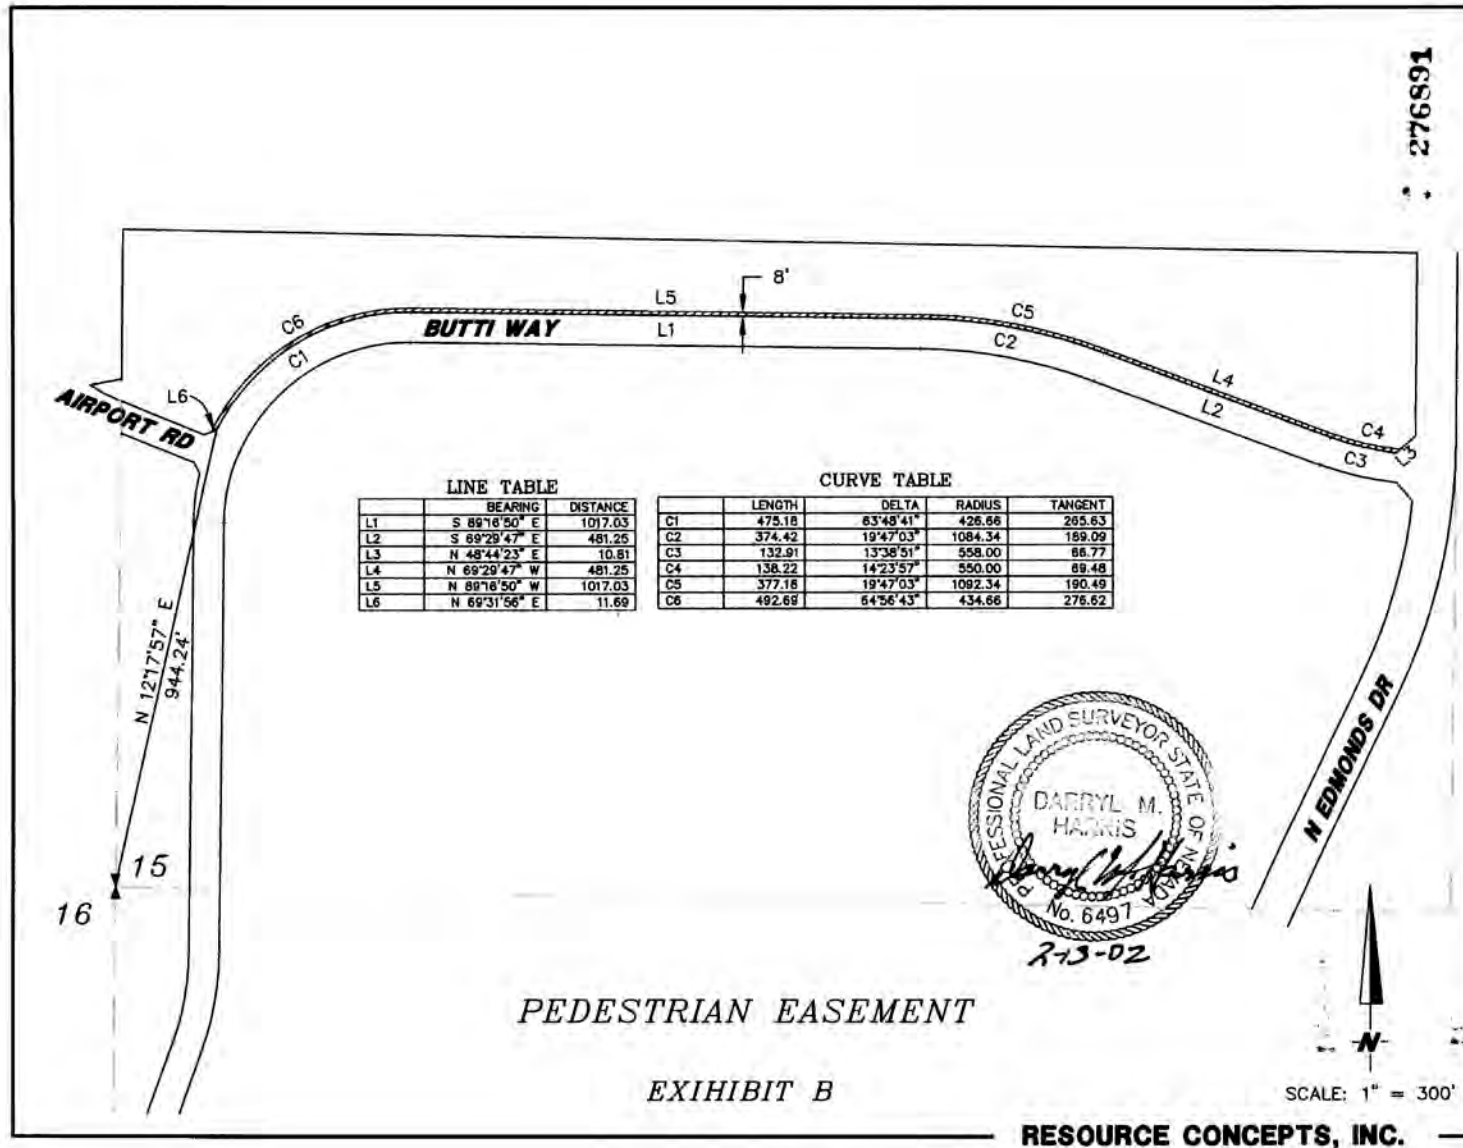 * 276891
8'
L5
C6
BUTTI WAY
L1
C5
C1
C2
L6
L4
AIRPORT RD
L2
C4
C3
L3
LINE TABLE
BEARING DISTANCE
L1 S 89°16'50" E 1017.03
L2 S 69°29'47" E 481.25
L3 N 48°44'23" E 10.81
L4 N 69°29'47" W 481.25
L5 N 89°16'50" W 1017.03
L6 N 69°31'56" E 11.69
CURVE TABLE
LENGTH DELTA RADIUS TANGENT
C1 475.18 63°48'41" 426.66 265.63
C2 374.42 19°47'03" 1084.34 189.09
C3 132.91 13°38'51" 558.00 66.77
C4 138.22 14°23'57" 550.00 69.48
C5 377.18 19°47'03" 1092.34 190.49
C6 492.69 64°56'43" 434.66 276.62
N 12°17'57" E
944.24'
N EDMONDS DR
PROFESSIONAL LAND SURVEYOR STATE OF NEVADA
DARRYL M.
HARRIS
No. 6497
2-13-02
15
16
PEDESTRIAN EASEMENT
EXIHIBIT B
N
SCALE: 1" = 300'
RESOURCE CONCEPTS, INC.